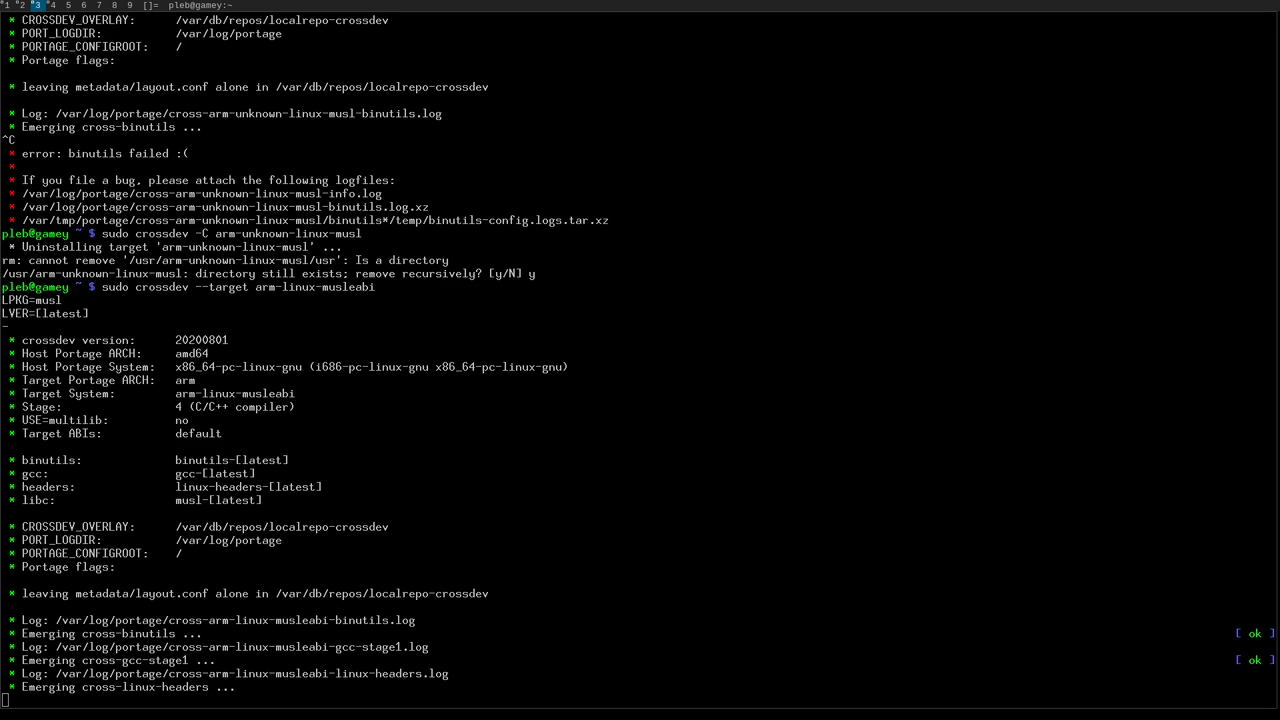 1 2 3 4 5 6 7 8 9 []= pleb@gamey:~
* CROSSDEV_OVERLAY: /var/db/repos/localrepo-crossdev
* PORT_LOGDIR: /var/log/portage
* PORTAGE_CONFIGROOT: /
* Portage flags:
* leaving metadata/layout.conf alone in /var/db/repos/localrepo-crossdev
* Log: /var/log/portage/cross-arm-unknown-linux-musl-binutils.log
* Emerging cross-binutils ...
^C
* error: binutils failed :(
*
* If you file a bug, please attach the following logfiles:
* /var/log/portage/cross-arm-unknown-linux-musl-info.log
* /var/log/portage/cross-arm-unknown-linux-musl-binutils.log.xz
* /var/tmp/portage/cross-arm-unknown-linux-musl/binutils*/temp/binutils-config.logs.tar.xz
pleb@gamey ~ $ sudo crossdev -C arm-unknown-linux-musl
* Uninstalling target 'arm-unknown-linux-musl' ...
rm: cannot remove '/usr/arm-unknown-linux-musl/usr': Is a directory
/usr/arm-unknown-linux-musl: directory still exists; remove recursively? [y/N] y
pleb@gamey ~ $ sudo crossdev --target arm-linux-musleabi
LPKG=musl
LVER=[latest]
-
* crossdev version: 20200801
* Host Portage ARCH: amd64
* Host Portage System: x86_64-pc-linux-gnu (i686-pc-linux-gnu x86_64-pc-linux-gnu)
* Target Portage ARCH: arm
* Target System: arm-linux-musleabi
* Stage: 4 (C/C++ compiler)
* USE=multilib: no
* Target ABIs: default
* binutils: binutils-[latest]
* gcc: gcc-[latest]
* headers: linux-headers-[latest]
* libc: musl-[latest]
* CROSSDEV_OVERLAY: /var/db/repos/localrepo-crossdev
* PORT_LOGDIR: /var/log/portage
* PORTAGE_CONFIGROOT: /
* Portage flags:
* leaving metadata/layout.conf alone in /var/db/repos/localrepo-crossdev
* Log: /var/log/portage/cross-arm-linux-musleabi-binutils.log
* Emerging cross-binutils ... [ ok ]
* Log: /var/log/portage/cross-arm-linux-musleabi-gcc-stage1.log
* Emerging cross-gcc-stage1 ... [ ok ]
* Log: /var/log/portage/cross-arm-linux-musleabi-linux-headers.log
* Emerging cross-linux-headers ...